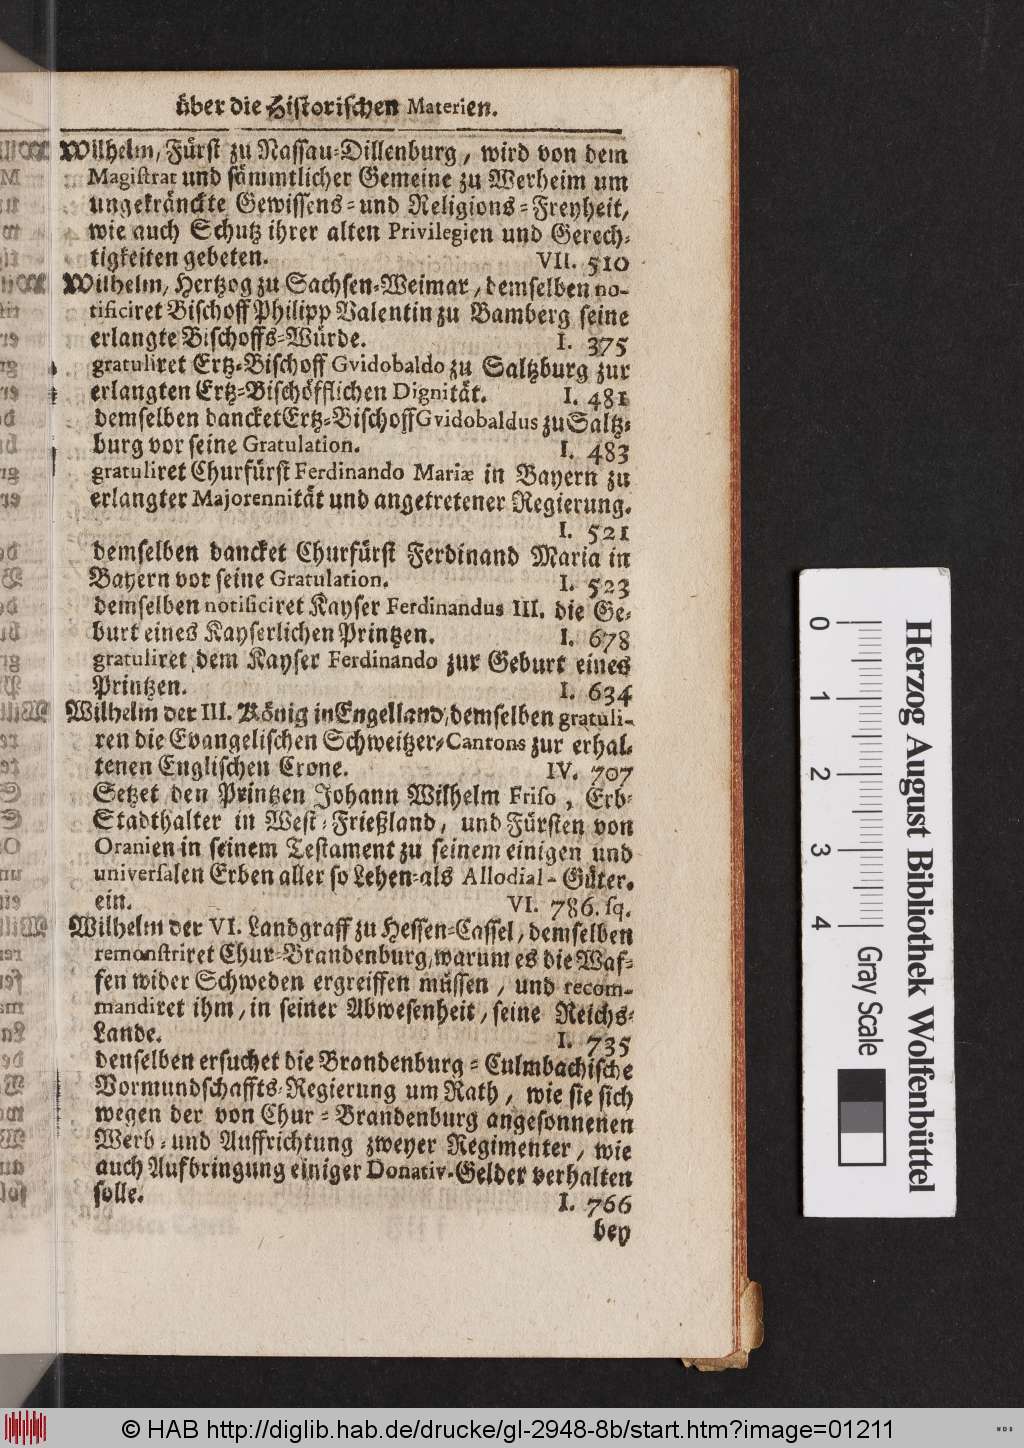 über die Historischen Materien.
Wilhelm, Fürst zu Nassau-Dillenburg, wird von dem
Magistrat und sämmtlicher Gemeine zu Werheim um
ungekränckte Gewissens- und Religions-Freyheit,
wie auch Schutz ihrer alten Privilegien und Gerech-
tigkeiten gebeten. VII. 510
Wilhelm, Hertzog zu Sachsen-Weimar, demselben no-
tificiret Bischoff Philipp Valentin zu Bamberg seine
erlangte Bischoffs-Würde. I. 375
gratuliret Ertz-Bischoff Gvidobaldo zu Saltzburg zur
erlangten Ertz-Bischöfflichen Dignität. I. 481
demselben dancket Ertz-Bischoff Gvidobaldus zu Saltz-
burg vor seine Gratulation. I. 483
gratuliret Churfürst Ferdinando Mariæ in Bayern zu
erlangter Majorennität und angetretener Regierung.
I. 521
demselben dancket Churfürst Ferdinand Maria in
Bayern vor seine Gratulation. I. 523
demselben notificiret Kayser Ferdinandus III. die Ge-
burt eines Kayserlichen Printzen. I. 678
gratuliret dem Kayser Ferdinando zur Geburt eines
Printzen. I. 634
Wilhelm der III. König in Engelland, demselben gratuli-
ren die Evangelischen Schweitzer-Cantons zur erhal-
tenen Englischen Crone. IV. 707
Setzet den Printzen Johann Wilhelm Friso, Erb-
Stadthalter in West-Frießland, und Fürsten von
Oranien in seinem Testament zu seinem einigen und
universalen Erben aller so Lehen-als Allodial-Güter.
ein. VI. 786. sq.
Wilhelm der VI. Landgraff zu Hessen-Cassel, demselben
remonstriret Chur-Brandenburg, warum es die Waf-
fen wider Schweden ergreiffen müssen, und recom-
mandiret ihm, in seiner Abwesenheit, seine Reichs-
Lande. I. 735
denselben ersuchet die Brandenburg-Culmbachische
Vormundschaffts-Regierung um Rath, wie sie sich
wegen der von Chur-Brandenburg angesonnenen
Werb- und Auffrichtung zweyer Regimenter, wie
auch Aufbringung einiger Donativ-Gelder verhalten
solle. I. 766
bey
0 1 2 3 4
Gray Scale
Herzog August Bibliothek Wolfenbüttel
© HAB http://diglib.hab.de/drucke/gl-2948-8b/start.htm?image=01211